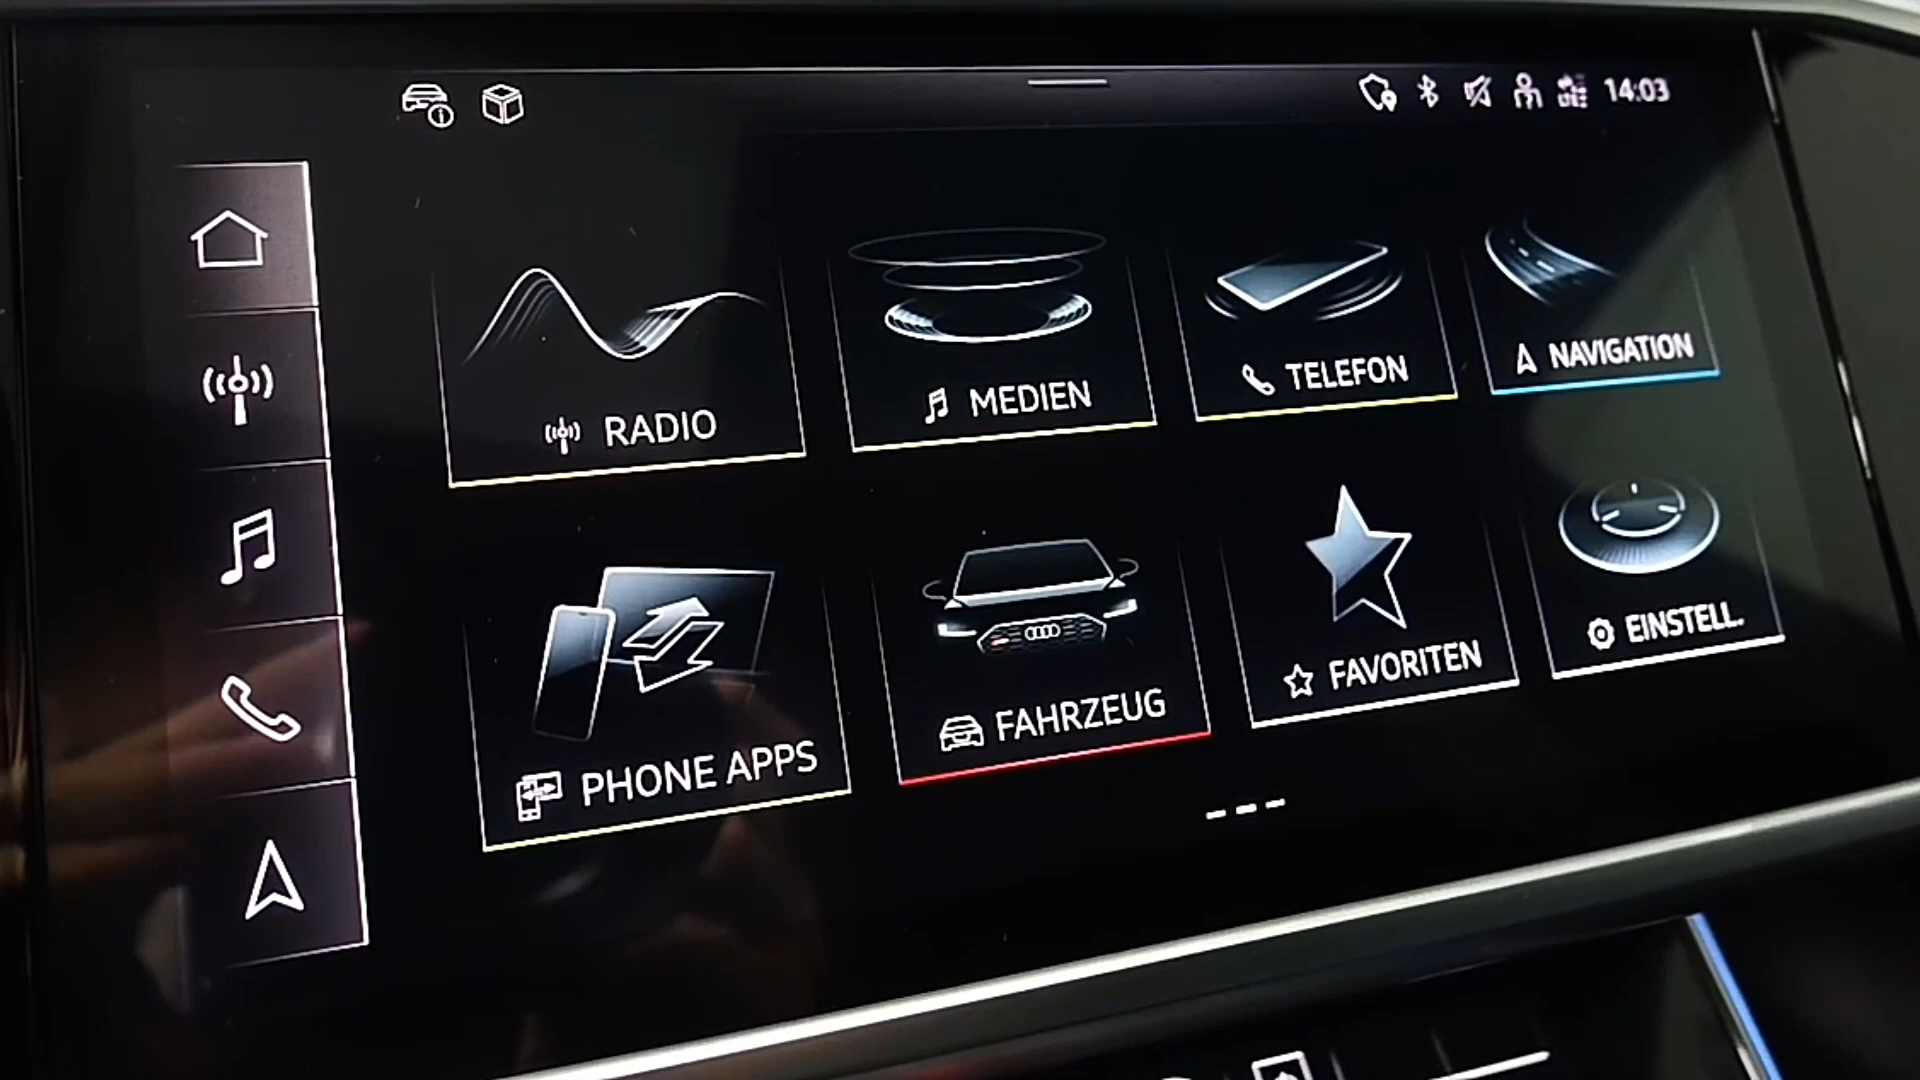 14:03
RADIO
MEDIEN
TELEFON
NAVIGATION
PHONE APPS
FAHRZEUG
FAVORITEN
EINSTELL.